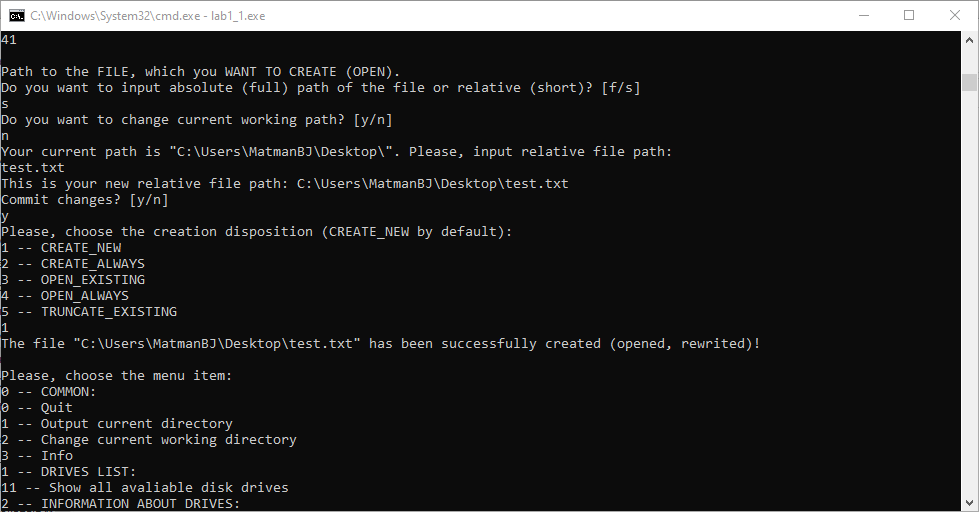 C:\Windows\System32\cmd.exe - lab1_1.exe
41
Path to the FILE, which you WANT TO CREATE (OPEN).
Do you want to input absolute (full) path of the file or relative (short)? [f/s]
s
Do you want to change current working path? [y/n]
n
Your current path is "C:\Users\MatmanBJ\Desktop\". Please, input relative file path:
test.txt
This is your new relative file path: C:\Users\MatmanBJ\Desktop\test.txt
Commit changes? [y/n]
y
Please, choose the creation disposition (CREATE_NEW by default):
1 -- CREATE_NEW
2 -- CREATE_ALWAYS
3 -- OPEN_EXISTING
4 -- OPEN_ALWAYS
5 -- TRUNCATE_EXISTING
1
The file "C:\Users\MatmanBJ\Desktop\test.txt" has been successfully created (opened, rewrited)!
Please, choose the menu item:
0 -- COMMON:
0 -- Quit
1 -- Output current directory
2 -- Change current working directory
3 -- Info
1 -- DRIVES LIST:
11 -- Show all avaliable disk drives
2 -- INFORMATION ABOUT DRIVES: